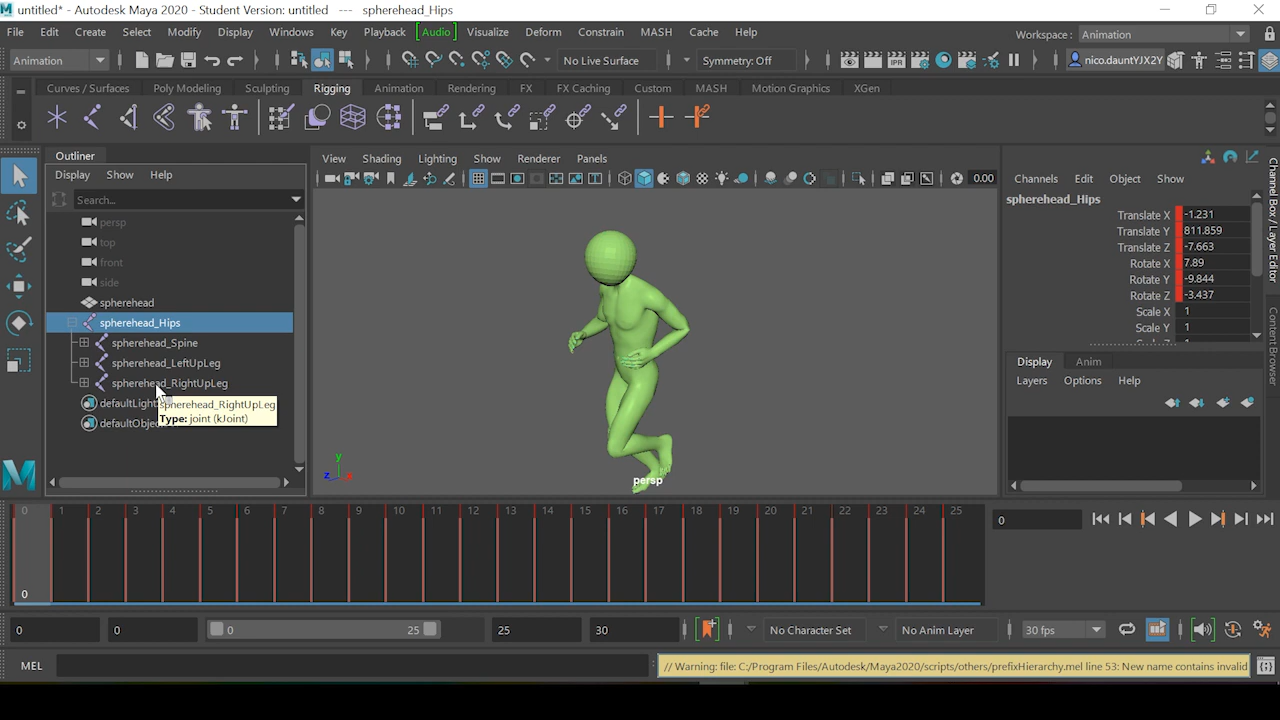 untitled* - Autodesk Maya 2020 - Student Version: untitled --- spherehead_Hips
File Edit Create Select Modify Display Windows Mesh Key Playback Audio Visualize Deform Constrain MASH Cache Help
Workspace : Animation
Animation
No Live Surface
Symmetry: Off
nico.dauntYJX2Y
Curves / Surfaces Poly Modeling Sculpting Rigging Animation Rendering FX FX Caching Custom MASH Motion Graphics XGen
Outliner
Display Show Help
Search...
persp
top
front
side
spherehead
spherehead_Hips
spherehead_Spine
spherehead_LeftUpLeg
spherehead_RightUpLeg
defaultLight
spherehead_RightUpLeg
Type: joint (kJoint)
defaultObje
View Shading Lighting Show Renderer Panels
IPR
0.00
y
z x
persp
Channels Edit Object Show
spherehead_Hips
Translate X -1.231
Translate Y 811.859
Translate Z -7.663
Rotate X 7.89
Rotate Y -9.844
Rotate Z -3.437
Scale X 1
Scale Y 1
Display Anim
Layers Options Help
Channel Box / Layer Editor
Content Browser
0 1 2 3 4 5 6 7 8 9 10 11 12 13 14 15 16 17 18 19 20 21 22 23 24 25
0
0
0 0 0 25 25 30
No Character Set
No Anim Layer
30 fps
MEL
// Warning: file: C:/Program Files/Autodesk/Maya2020/scripts/others/prefixHierarchy.mel line 53: New name contains invalid